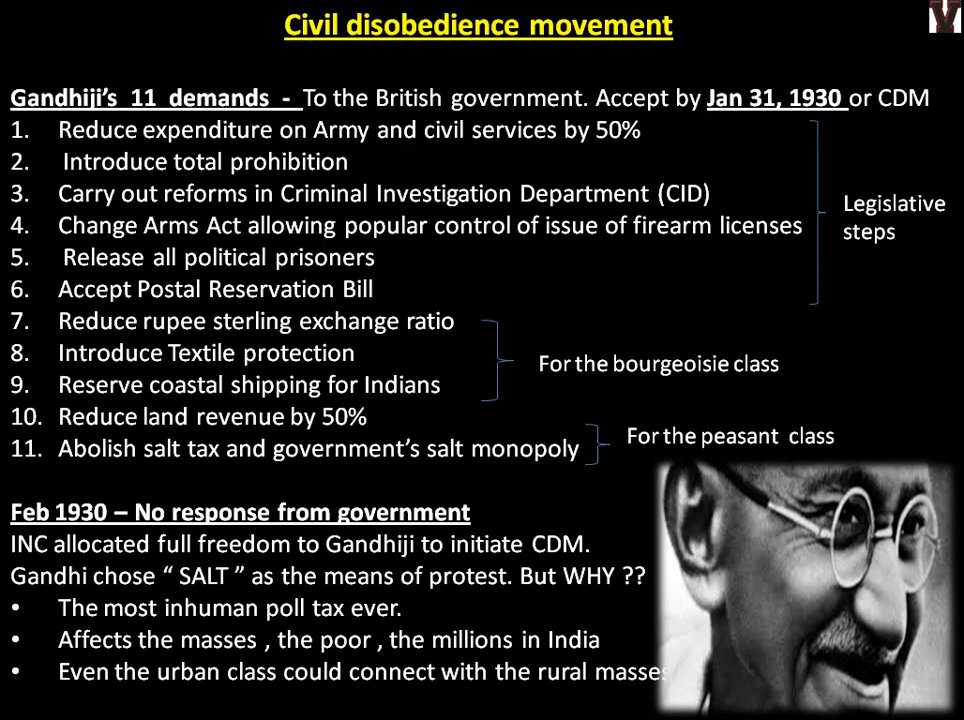 Civil disobedience movement
Gandhiji's 11 demands - To the British government. Accept by Jan 31, 1930 or CDM
1. Reduce expenditure on Army and civil services by 50%
2. Introduce total prohibition
3. Carry out reforms in Criminal Investigation Department (CID)
4. Change Arms Act allowing popular control of issue of firearm licenses
5. Release all political prisoners
6. Accept Postal Reservation Bill
Legislative
steps
7. Reduce rupee sterling exchange ratio
8. Introduce Textile protection
9. Reserve coastal shipping for Indians
For the bourgeoisie class
10. Reduce land revenue by 50%
11. Abolish salt tax and government's salt monopoly
For the peasant class
Feb 1930 – No response from government
INC allocated full freedom to Gandhiji to initiate CDM.
Gandhi chose “ SALT ” as the means of protest. But WHY ??
• The most inhuman poll tax ever.
• Affects the masses , the poor , the millions in India
• Even the urban class could connect with the rural masses